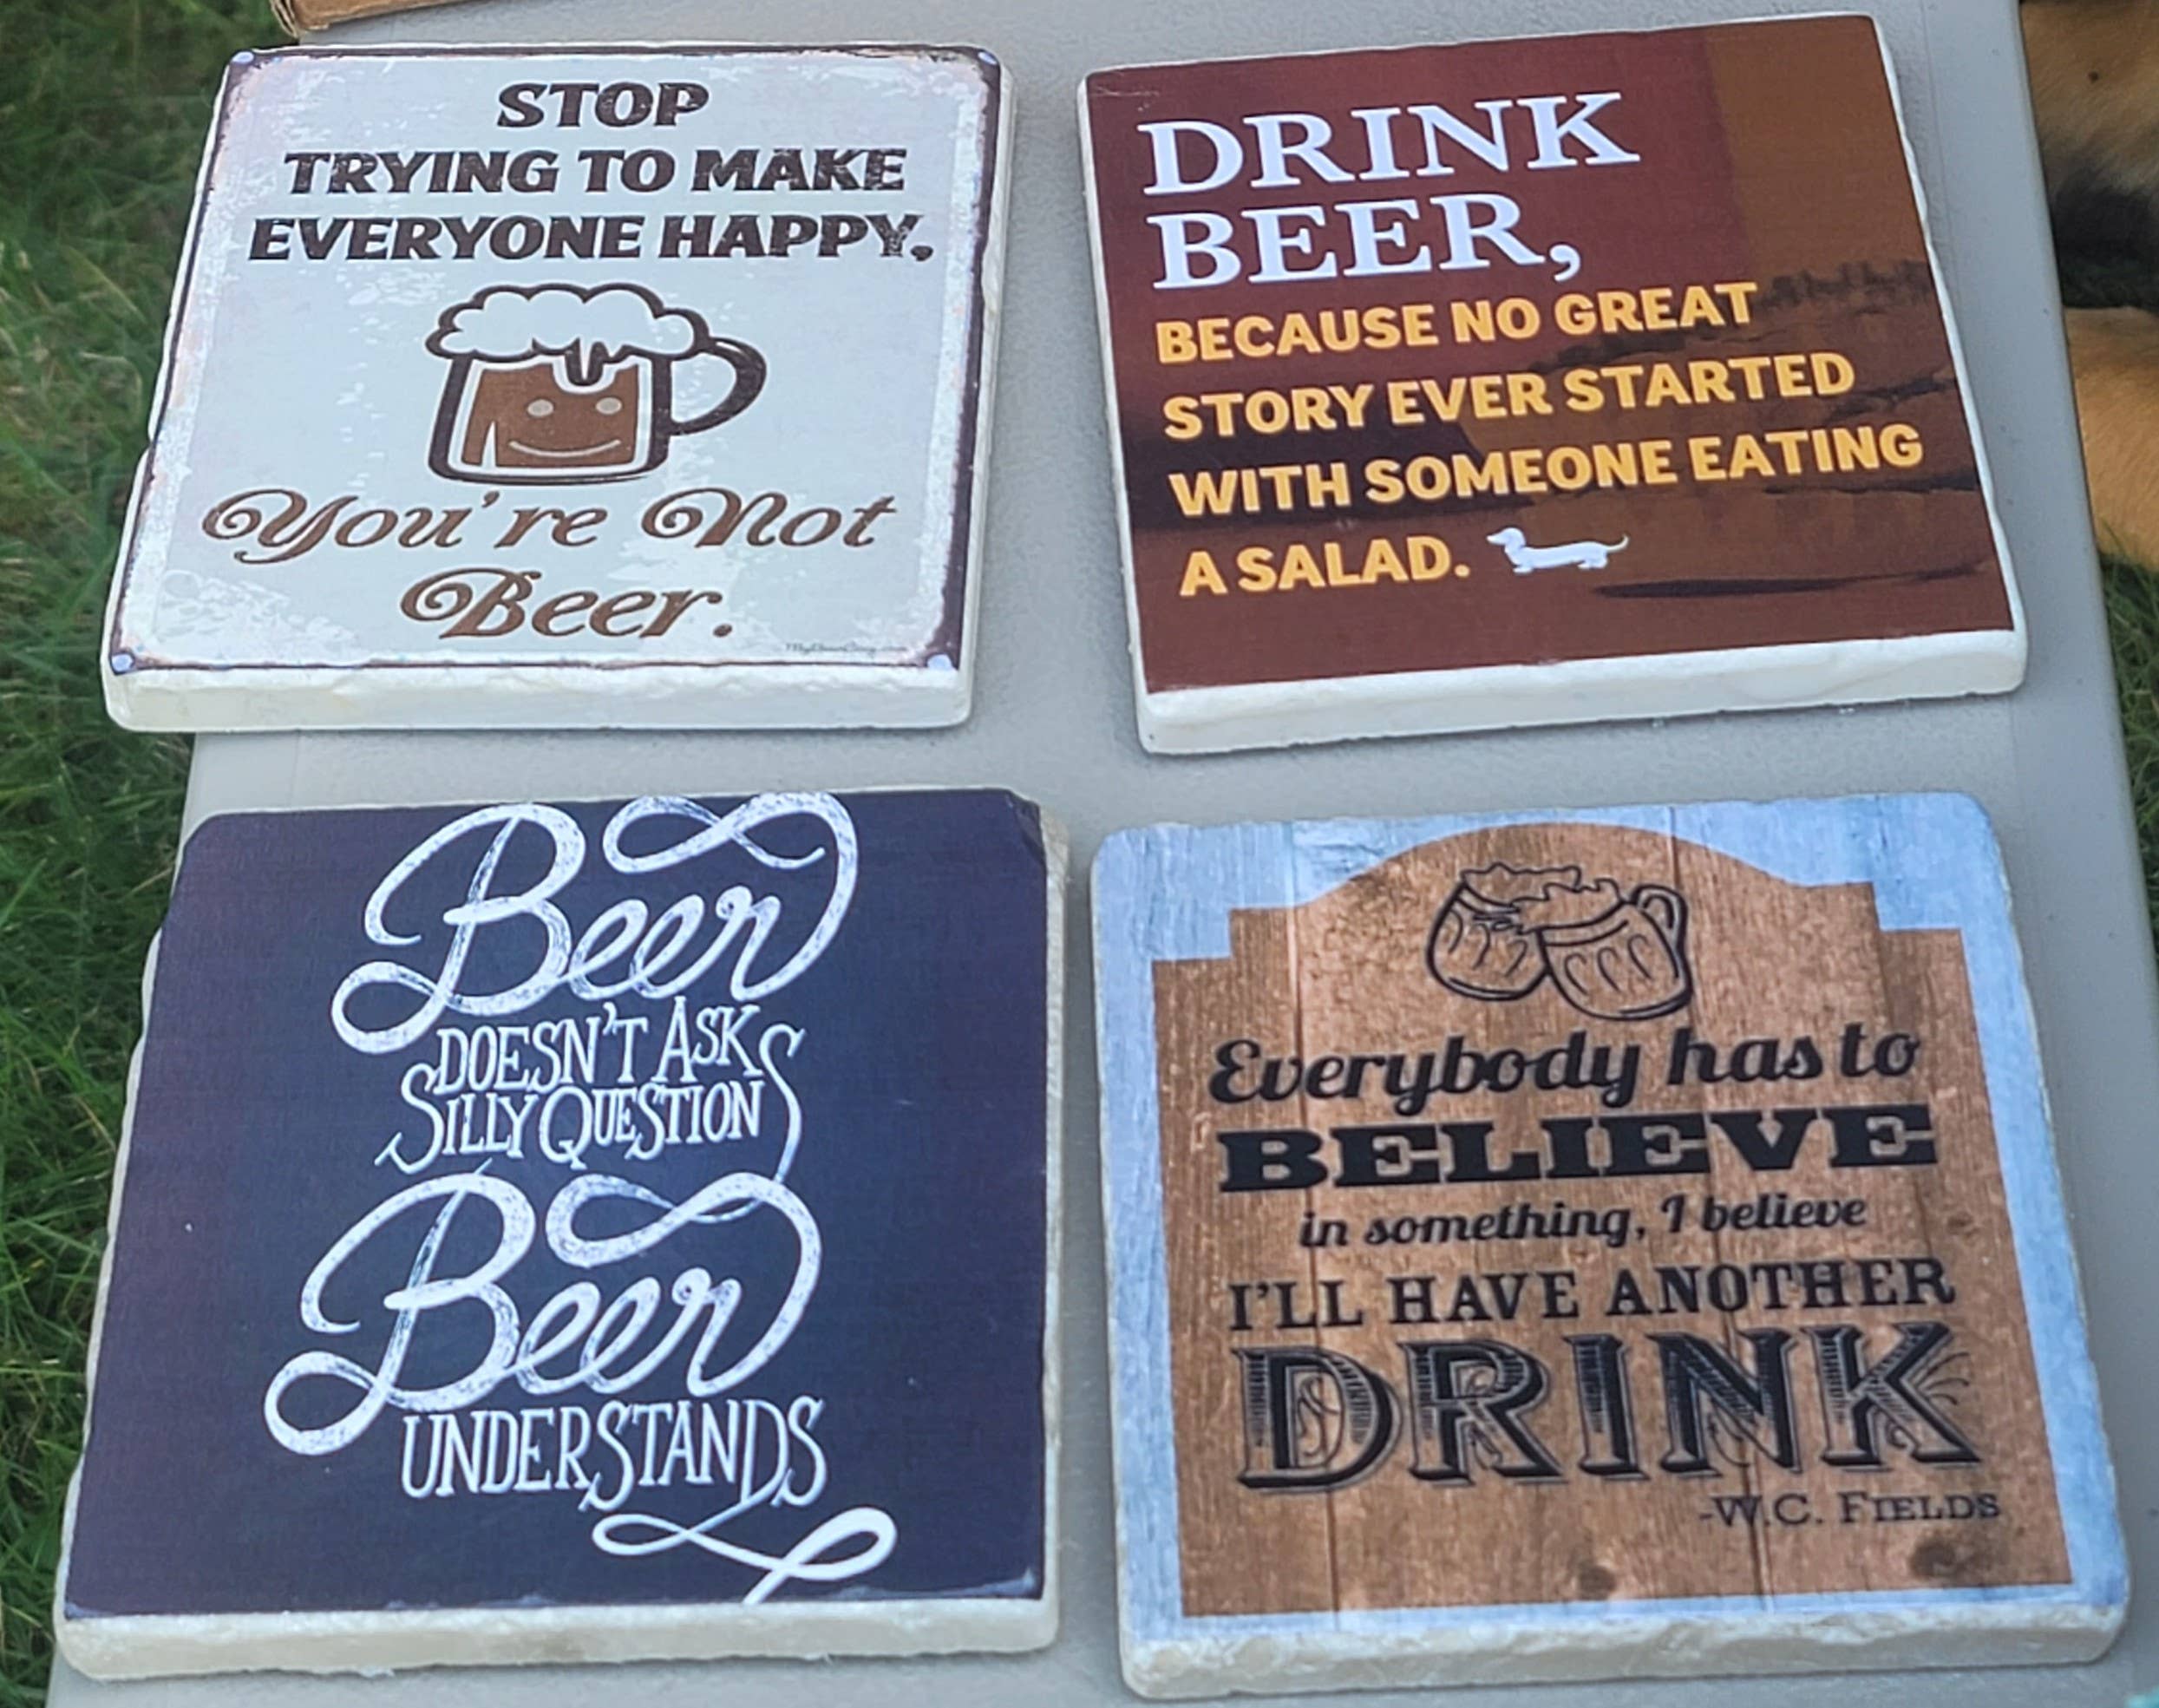 STOP
TRYING TO MAKE
EVERYONE HAPPY,
You're Not
Beer.
DRINK
BEER,
BECAUSE NO GREAT
STORY EVER STARTED
WITH SOMEONE EATING
A SALAD.
Beer
DOESN'T ASK
SILLY QUESTIONS
Beer
UNDERSTANDS
Everybody has to
BELIEVE
in something, I believe
I'LL HAVE ANOTHER
DRINK
-W.C. FIELDS